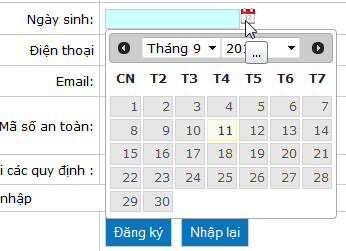 Ngày sinh:
Tháng 9
...
Điện thoại
CN T2 T3 T4 T5 T6 T7
Email:
1 2 3 4 5 6 7
Mã số an toàn:
8 9 10 11 12 13 14
15 16 17 18 19 20 21
i các quy định :
22 23 24 25 26 27 28
nhập
29 30
Đăng ký Nhập lại